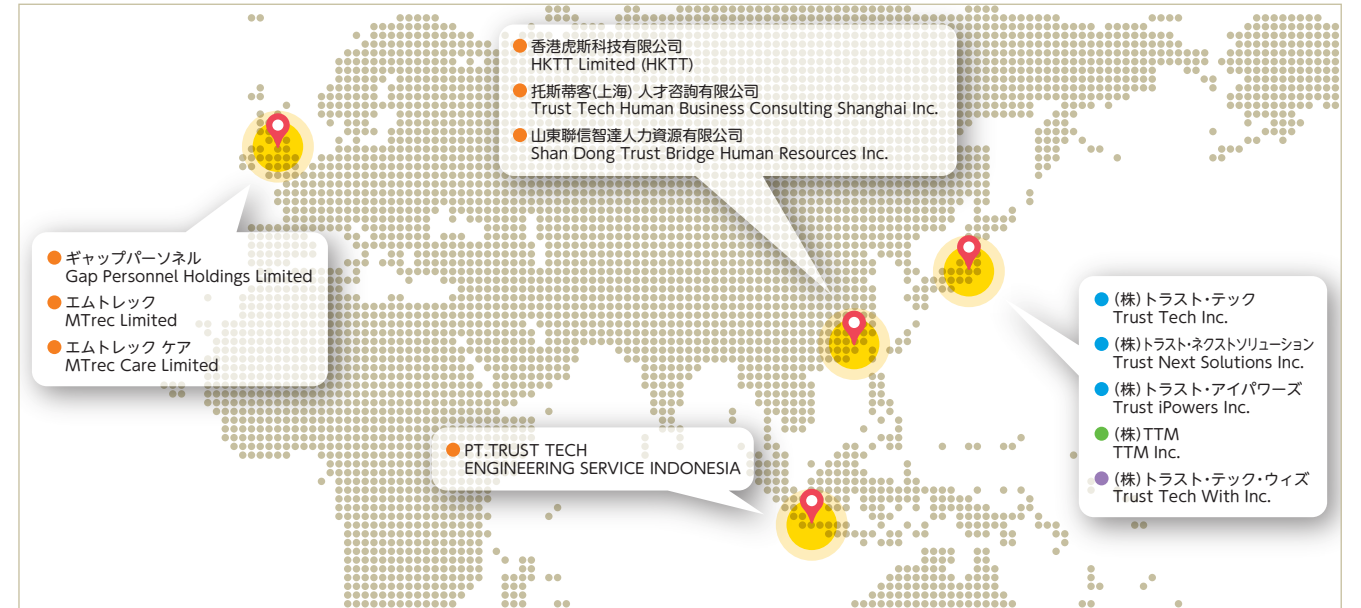 香港虎斯科技有限公司
HKTT Limited (HKTT)
托斯蒂客(上海) 人才咨詢有限公司
Trust Tech Human Business Consulting Shanghai Inc.
山東聯信智達人力資源有限公司
Shan Dong Trust Bridge Human Resources Inc.
ギャップパーソネル
Gap Personnel Holdings Limited
エムトレック
MTrec Limited
エムトレック ケア
MTrec Care Limited
PT.TRUST TECH
ENGINEERING SERVICE INDONESIA
(株)トラスト・テック
Trust Tech Inc.
(株)トラスト・ネクストソリューション
Trust Next Solutions Inc.
(株)トラスト・アイパワーズ
Trust iPowers Inc.
(株)TTM
TTM Inc.
(株)トラスト・テック・ウィズ
Trust Tech With Inc.